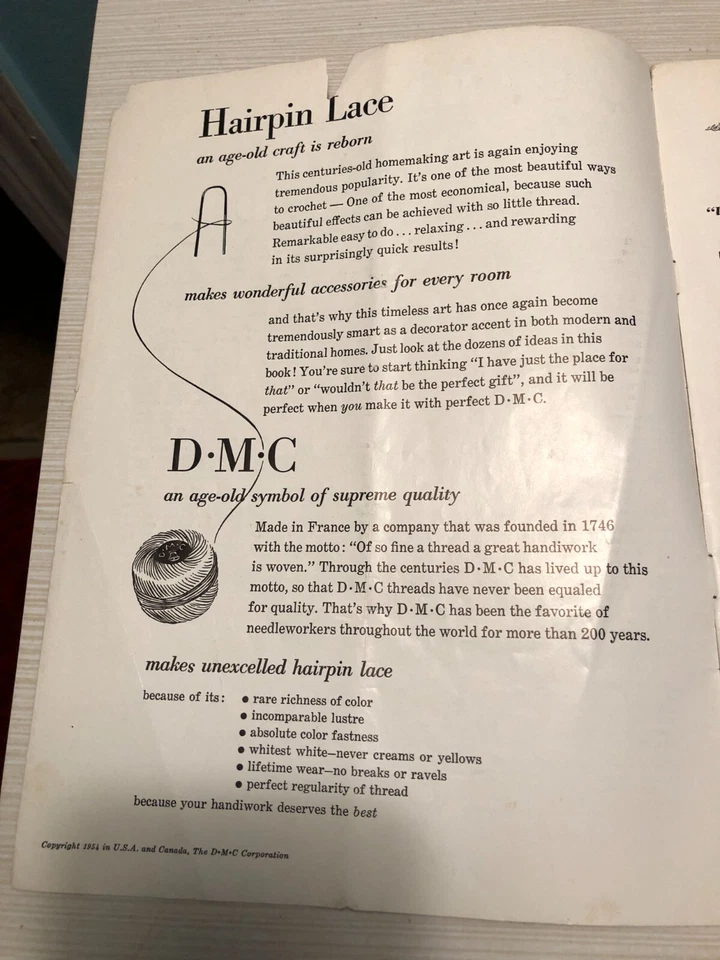 Hairpin Lace
an age-old craft is reborn
This centuries-old homemaking art is again enjoying
tremendous popularity. It's one of the most beautiful ways
to crochet — One of the most economical, because such
beautiful effects can be achieved with so little thread.
Remarkable easy to do . . . relaxing . . . and rewarding
in its surprisingly quick results!
makes wonderful accessories for every room
and that's why this timeless art has once again become
tremendously smart as a decorator accent in both modern and
traditional homes. Just look at the dozens of ideas in this
book! You're sure to start thinking “I have just the place for
that” or “wouldn't that be the perfect gift”, and it will be
perfect when you make it with perfect D·M·C.
D·M·C
an age-old symbol of supreme quality
Made in France by a company that was founded in 1746
with the motto: “Of so fine a thread a great handiwork
is woven.” Through the centuries D·M·C has lived up to this
motto, so that D·M·C threads have never been equaled
for quality. That's why D·M·C has been the favorite of
needleworkers throughout the world for more than 200 years.
makes unexcelled hairpin lace
because of its: • rare richness of color
• incomparable lustre
• absolute color fastness
• whitest white—never creams or yellows
• lifetime wear—no breaks or ravels
• perfect regularity of thread
because your handiwork deserves the best
Copyright 1954 in U.S.A. and Canada, The D·M·C Corporation